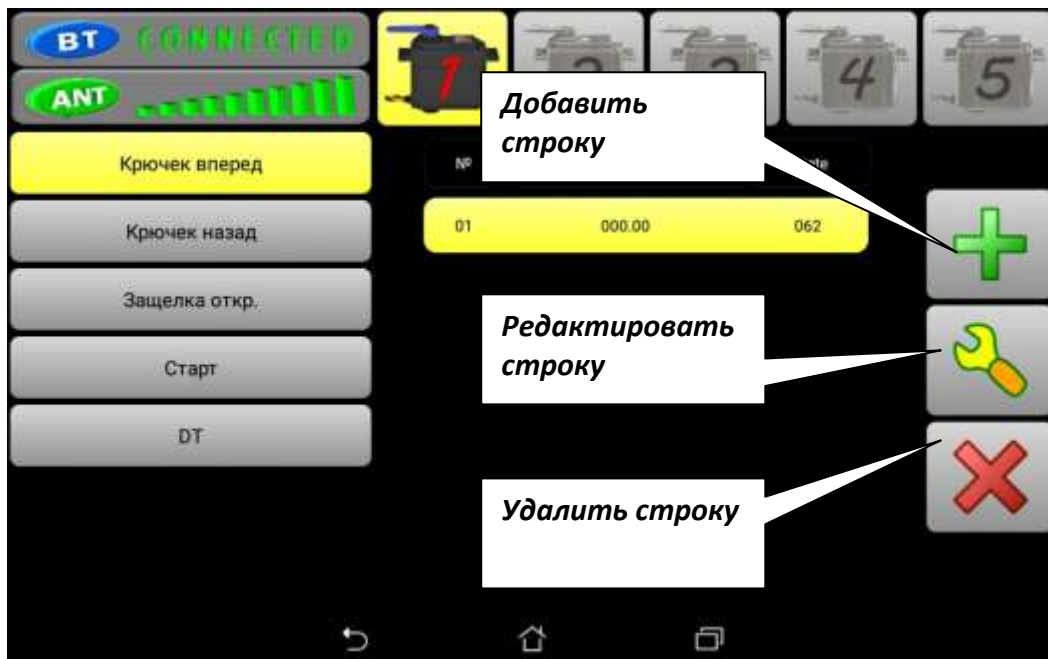 BT CONNECTED
ANT
1 2 3 4 5
Добавить
строку
Крючек вперед
№
01 000.00 062
Крючек назад
Защелка откр.
Редактировать
строку
Старт
DT
Удалить строку